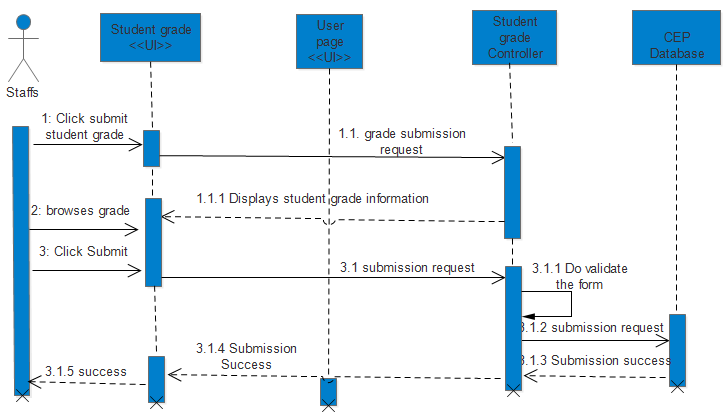 Student grade
<<UI>>
User
page
<<UI>>
Student
grade
Controller
CEP
Database
Staffs
1: Click submit
student grade
1.1. grade submission
request
1.1.1 Displays student grade information
2: browses grade
3: Click Submit
3.1 submission request
3.1.1 Do validate
the form
3.1.2 submission request
3.1.3 Submission success
3.1.4 Submission
Success
3.1.5 success